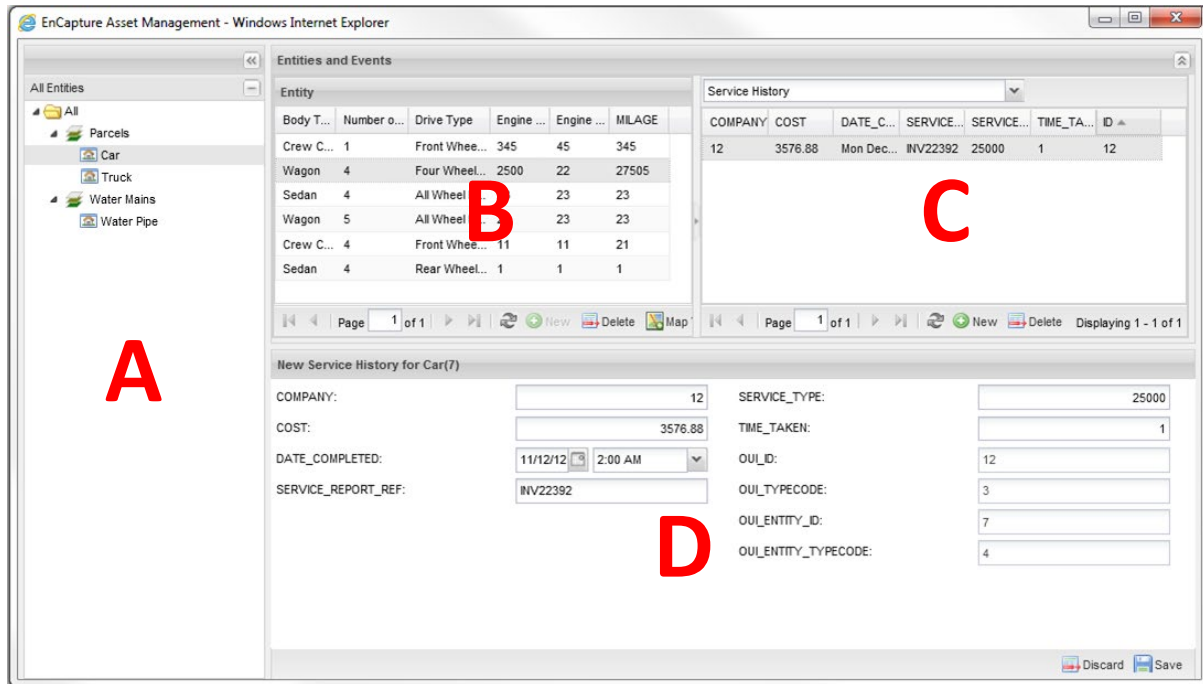 EnCapture Asset Management - Windows Internet Explorer
All Entities
All
Parcels
Car
Truck
Water Mains
Water Pipe
A
Entities and Events
Entity
Body T... Number o... Drive Type Engine ... Engine ... MILAGE
Crew C... 1 Front Whee... 345 45 345
Wagon 4 Four Wheel... 2500 22 27505
Sedan 4 All Wheel 23 23
Wagon 5 All Wheel 23 23
Crew C... 4 Front Whee... 11 11 21
Sedan 4 Rear Wheel... 1 1 1
B
Page 1 of 1 New Delete Map
Service History
COMPANY COST DATE_C... SERVICE... SERVICE... TIME_TA... ID
12 3576.88 Mon Dec... INV22392 25000 1 12
C
Page 1 of 1 New Delete Displaying 1 - 1 of 1
New Service History for Car(7)
COMPANY: 12
COST: 3576.88
DATE_COMPLETED: 11/12/12 2:00 AM
SERVICE_REPORT_REF: INV22392
SERVICE_TYPE: 25000
TIME_TAKEN: 1
OUI_ID: 12
OUI_TYPECODE: 3
OUI_ENTITY_ID: 7
OUI_ENTITY_TYPECODE: 4
D
Discard Save